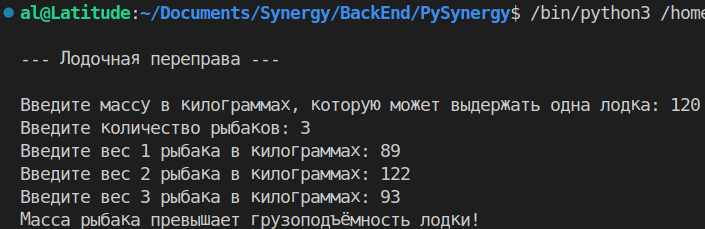 al@Latitude:~/Documents/Synergy/BackEnd/PySynergy$ /bin/python3 /home
--- Лодочная переправа ---
Введите массу в килограммах, которую может выдержать одна лодка: 120
Введите количество рыбаков: 3
Введите вес 1 рыбака в килограммах: 89
Введите вес 2 рыбака в килограммах: 122
Введите вес 3 рыбака в килограммах: 93
Масса рыбака превышает грузоподъёмность лодки!